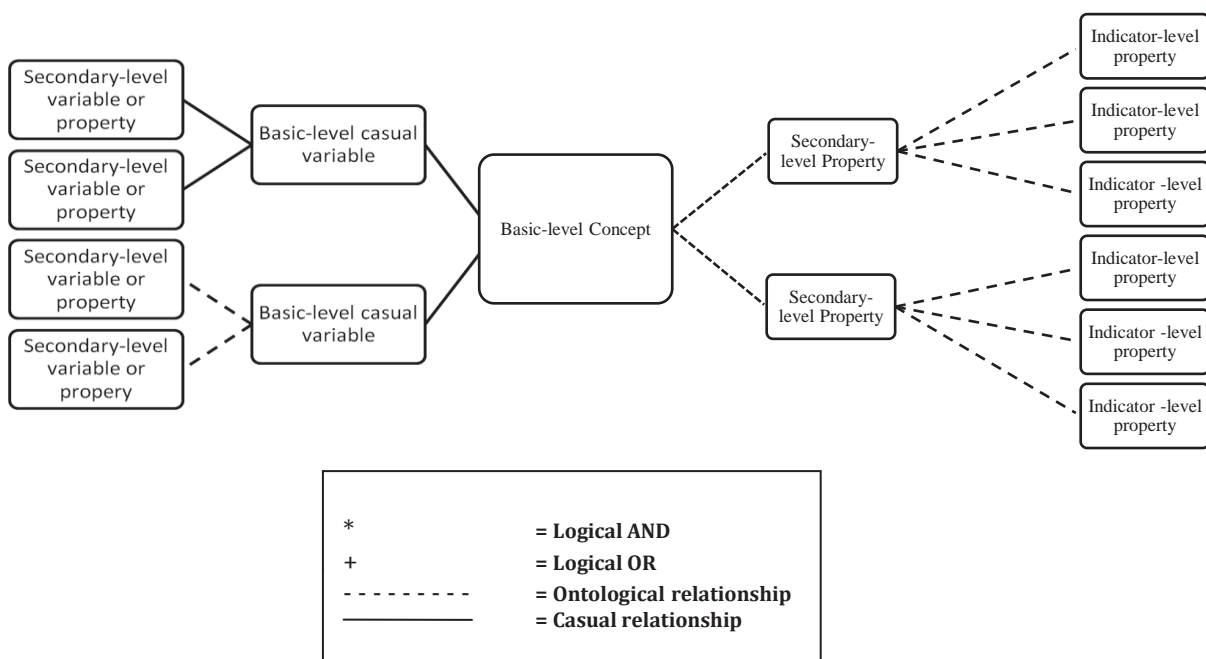 Secondary-level
variable or
property
Secondary-level
variable or
property
Secondary-level
variable or
property
Secondary-level
variable or
propery
Basic-level casual
variable
Basic-level casual
variable
Basic-level Concept
Secondary-
level Property
Secondary-
level Property
Indicator-level
property
Indicator-level
property
Indicator -level
property
Indicator-level
property
Indicator -level
property
Indicator -level
property
* = Logical AND
+ = Logical OR
- - - - - - - - - = Ontological relationship
= Casual relationship